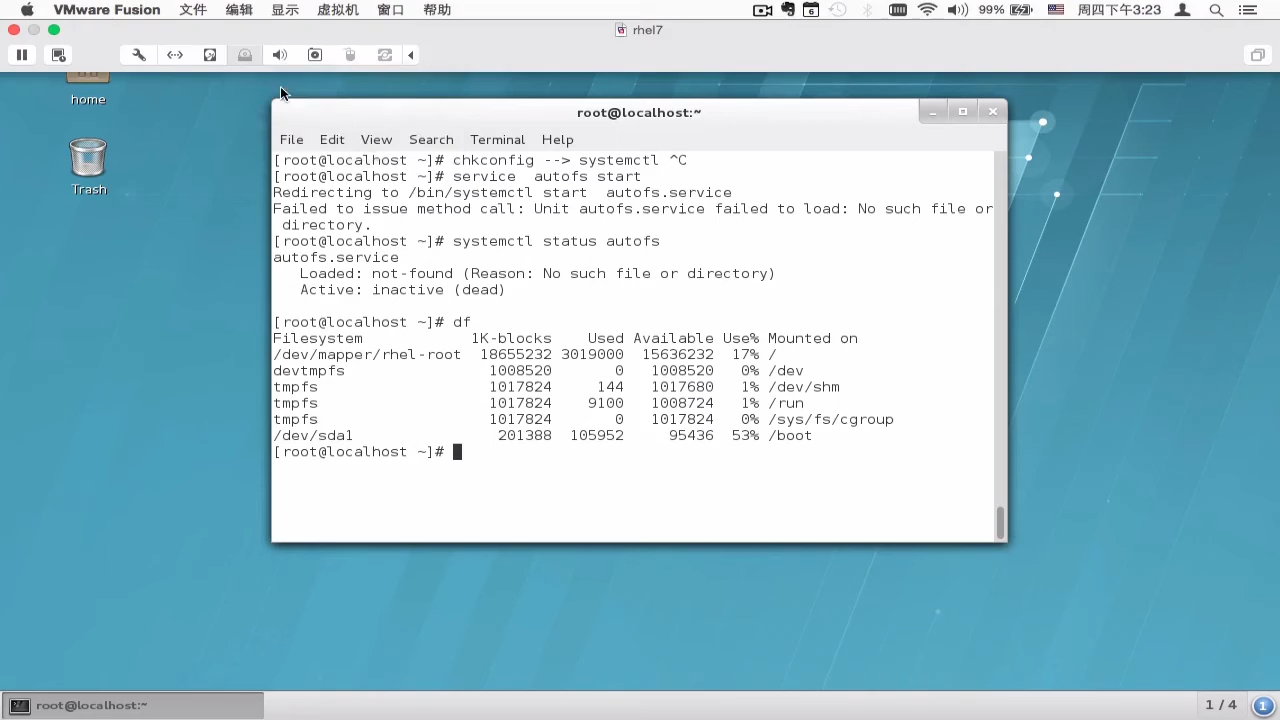 VMware Fusion 文件 编辑 显示 虚拟机 窗口 帮助 6 99% 周四下午3:23
rhel7
home
Trash
root@localhost:~
File Edit View Search Terminal Help
[root@localhost ~]# chkconfig --> systemctl ^C
[root@localhost ~]# service  autofs start
Redirecting to /bin/systemctl start  autofs.service
Failed to issue method call: Unit autofs.service failed to load: No such file or
 directory.
[root@localhost ~]# systemctl status autofs
autofs.service
   Loaded: not-found (Reason: No such file or directory)
   Active: inactive (dead)
[root@localhost ~]# df
Filesystem            1K-blocks    Used Available Use% Mounted on
/dev/mapper/rhel-root  18655232 3019000  15636232  17% /
devtmpfs                1008520       0   1008520   0% /dev
tmpfs                   1017824     144   1017680   1% /dev/shm
tmpfs                   1017824    9100   1008724   1% /run
tmpfs                   1017824       0   1017824   0% /sys/fs/cgroup
/dev/sda1                201388  105952     95436  53% /boot
[root@localhost ~]#
root@localhost:~ 1 / 4 1